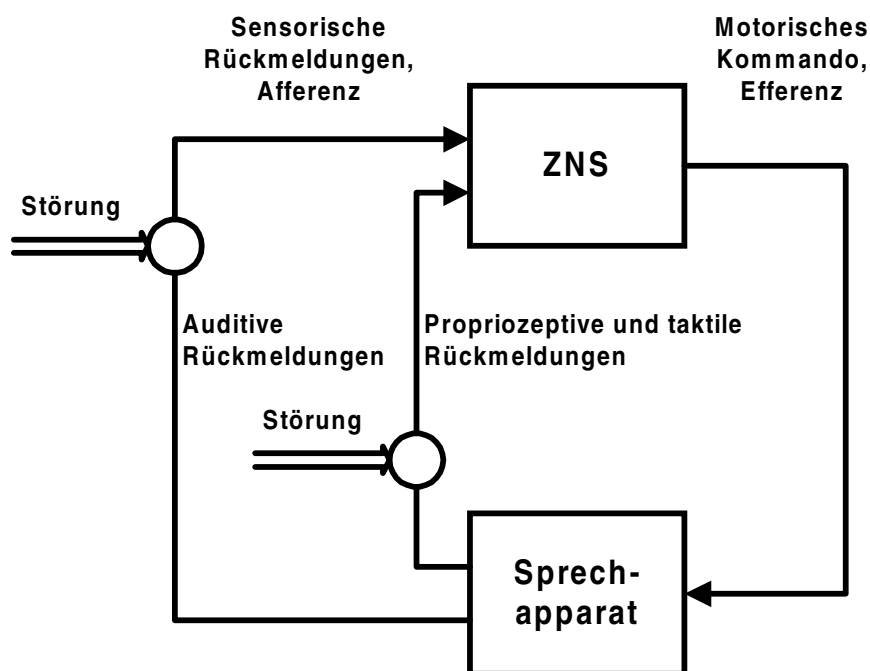 Sensorische
Rückmeldungen,
Afferenz
Motorisches
Kommando,
Efferenz
ZNS
Störung
Auditive
Rückmeldungen
Propriozeptive und taktile
Rückmeldungen
Störung
Sprech-
apparat